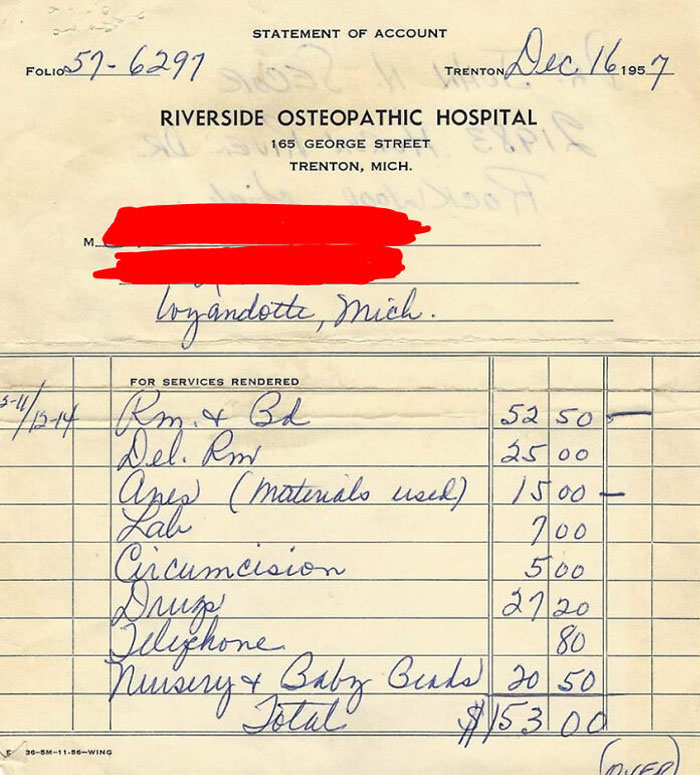 STATEMENT OF ACCOUNT
FOLIO 57-6297 TRENTON, Dec. 16 1957
RIVERSIDE OSTEOPATHIC HOSPITAL
165 GEORGE STREET
TRENTON, MICH.
M
Wyandotte, Mich.
FOR SERVICES RENDERED
12-14 Rm. & Bd 52 50
Del. Rm 25 00
Anes (Materials used) 15 00
Lab 7 00
Circumcision 5 00
Drugs 27 20
Telephone 80
Nursery & Baby Beads 20 50
Total $153 00
36-5M-11-56-WING
(OVER)